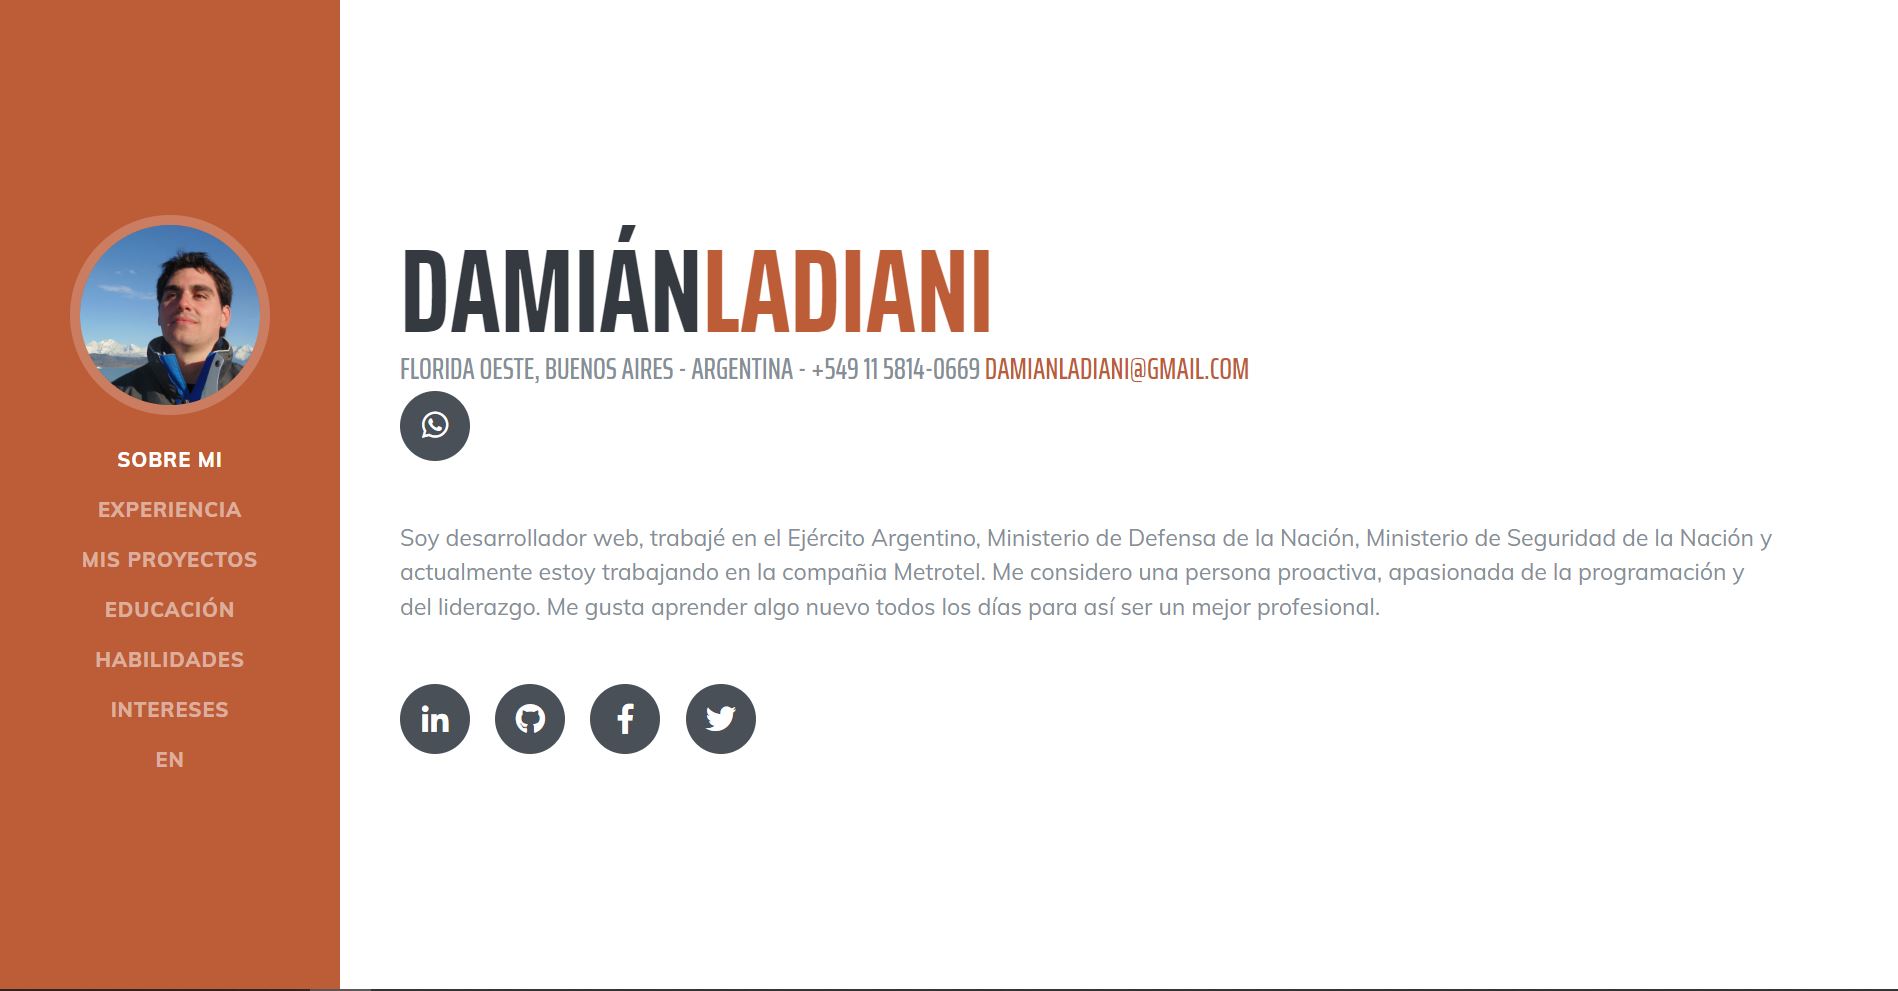 SOBRE MI
EXPERIENCIA
MIS PROYECTOS
EDUCACIÓN
HABILIDADES
INTERESES
EN
DAMIÁNLADIANI
FLORIDA OESTE, BUENOS AIRES - ARGENTINA - +549 11 5814-0669 DAMIANLADIANI@GMAIL.COM
Soy desarrollador web, trabajé en el Ejército Argentino, Ministerio de Defensa de la Nación, Ministerio de Seguridad de la Nación y
actualmente estoy trabajando en la compañia Metrotel. Me considero una persona proactiva, apasionada de la programación y
del liderazgo. Me gusta aprender algo nuevo todos los días para así ser un mejor profesional.
in
f